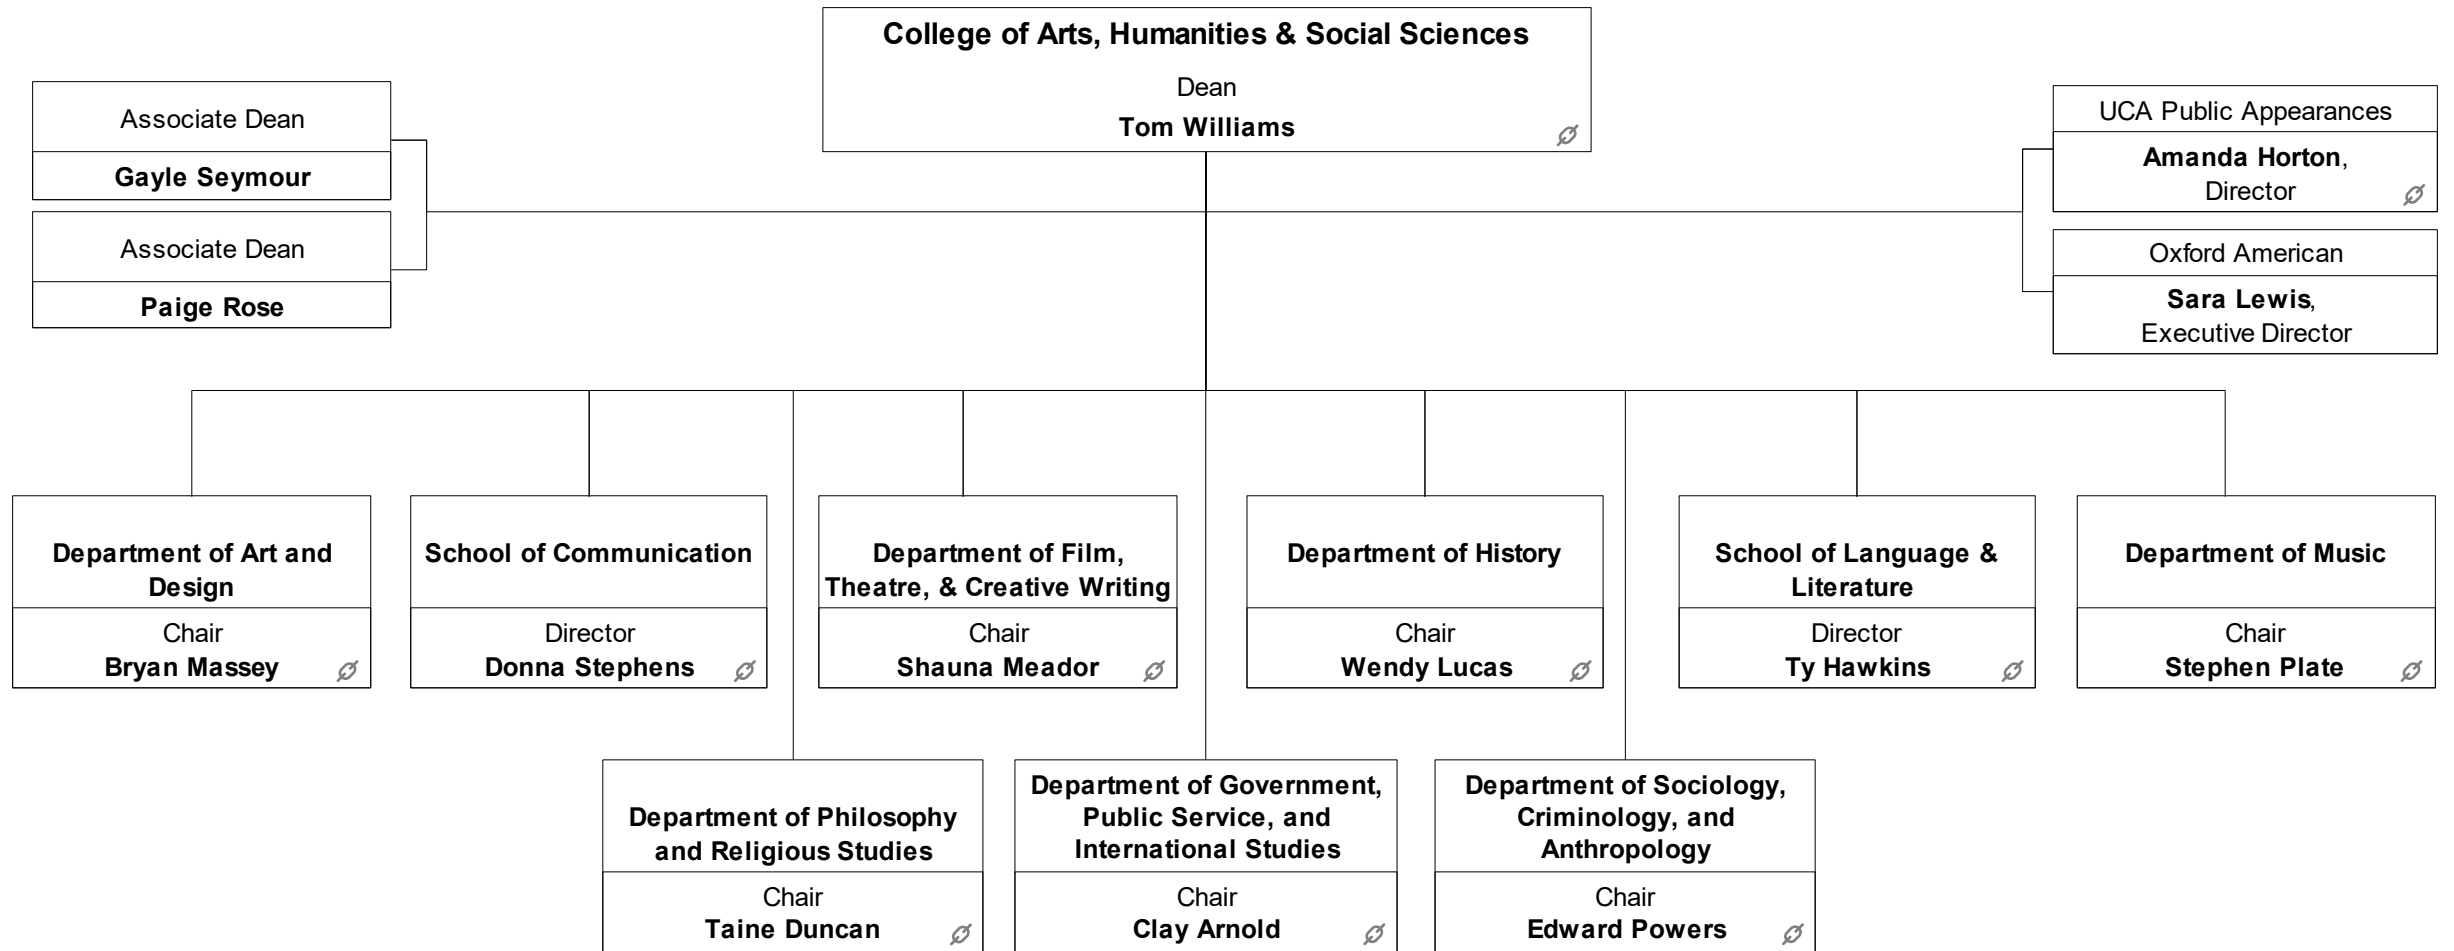 College of Arts, Humanities & Social Sciences
Dean
Tom Williams
Associate Dean
Gayle Seymour
Associate Dean
Paige Rose
UCA Public Appearances
Amanda Horton,
Director
Oxford American
Sara Lewis,
Executive Director
Department of Art and
Design
Chair
Bryan Massey
School of Communication
Director
Donna Stephens
Department of Film,
Theatre, & Creative Writing
Chair
Shauna Meador
Department of History
Chair
Wendy Lucas
School of Language &
Literature
Director
Ty Hawkins
Department of Music
Chair
Stephen Plate
Department of Philosophy
and Religious Studies
Chair
Taine Duncan
Department of Government,
Public Service, and
International Studies
Chair
Clay Arnold
Department of Sociology,
Criminology, and
Anthropology
Chair
Edward Powers